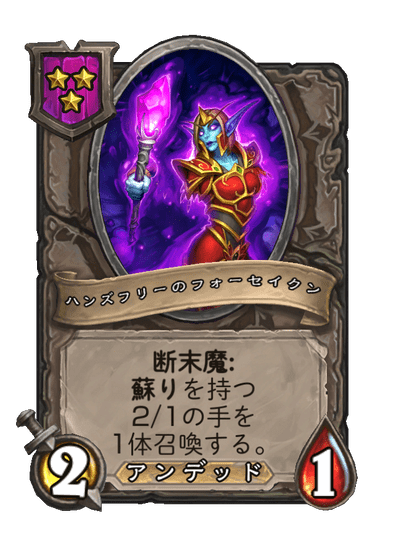 ハンズフリーのフォーセイクン
断末魔:
蘇りを持つ
2/1の手を
1体召喚する。
アンデッド
2
1